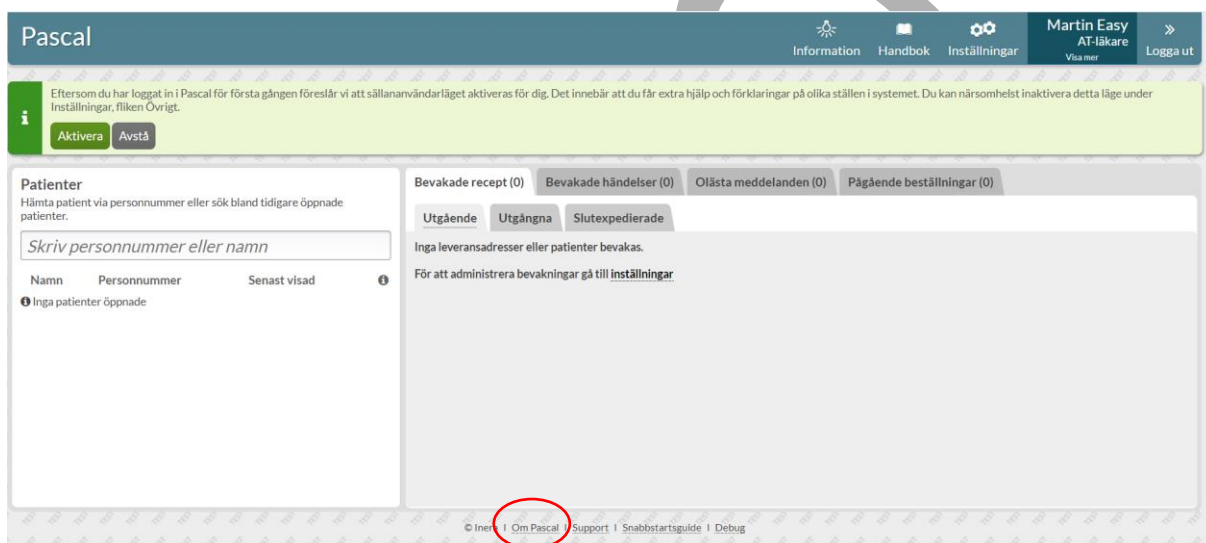 Pascal
Information
Handbok
Inställningar
Martin Easy
AT-läkare
Visa mer
Logga ut
Eftersom du har loggat in i Pascal för första gången föreslår vi att sällananvändarläget aktiveras för dig. Det innebär att du får extra hjälp och förklaringar på olika ställen i systemet. Du kan närsomhelst inaktivera detta läge under
Inställningar, fliken Övrigt.
Aktivera Avstå
Patienter
Hämta patient via personnummer eller sök bland tidigare öppnade
patienter.
Skriv personnummer eller namn
Namn Personnummer Senast visad
Inga patienter öppnade
Bevakade recept (0) Bevakade händelser (0) Olästa meddelanden (0) Pågående beställningar (0)
Utgående Utgångna Slutexpedierade
Inga leveransadresser eller patienter bevakas.
För att administrera bevakningar gå till inställningar
© Inera | Om Pascal | Support | Snabbstartsguide | Debug